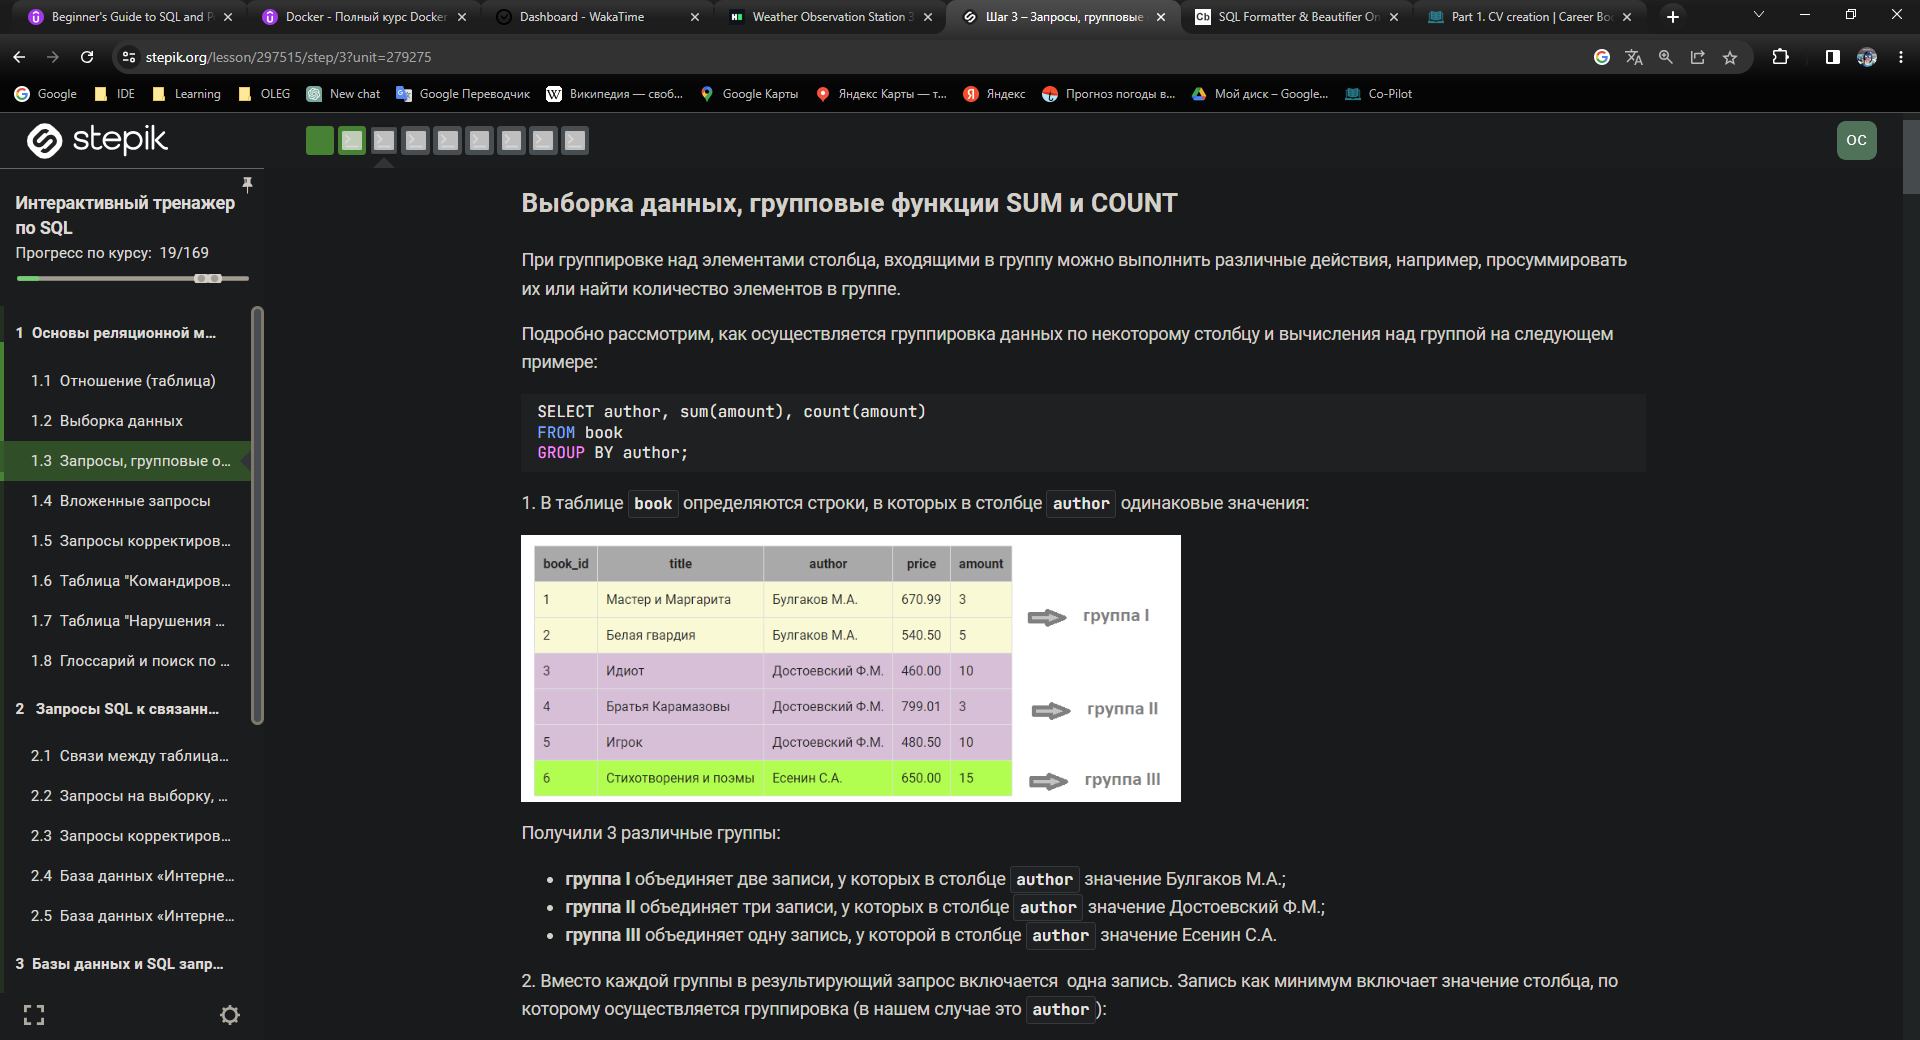 Beginner's Guide to SQL and P
Docker - Полный курс Docker
Dashboard - WakaTime
Weather Observation Station 3
Шаг 3 – Запросы, групповые
SQL Formatter & Beautifier On
Part 1. CV creation | Career Bo
stepik.org/lesson/297515/step/3?unit=279275
Google
IDE
Learning
OLEG
New chat
Google Переводчик
Википедия — своб...
Google Карты
Яндекс Карты — т...
Яндекс
Прогноз погоды в...
Мой диск – Google...
Co-Pilot
stepik
OC
Интерактивный тренажер
по SQL
Прогресс по курсу: 19/169
1 Основы реляционной м...
1.1 Отношение (таблица)
1.2 Выборка данных
1.3 Запросы, групповые о...
1.4 Вложенные запросы
1.5 Запросы корректиров...
1.6 Таблица "Командиров...
1.7 Таблица "Нарушения ...
1.8 Глоссарий и поиск по ...
2 Запросы SQL к связанн...
2.1 Связи между таблица...
2.2 Запросы на выборку, ...
2.3 Запросы корректиров...
2.4 База данных «Интерне...
2.5 База данных «Интерне...
3 Базы данных и SQL запр...
Выборка данных, групповые функции SUM и COUNT
При группировке над элементами столбца, входящими в группу можно выполнить различные действия, например, просуммировать
их или найти количество элементов в группе.
Подробно рассмотрим, как осуществляется группировка данных по некоторому столбцу и вычисления над группой на следующем
примере:
SELECT author, sum(amount), count(amount)
FROM book
GROUP BY author;
1. В таблице book определяются строки, в которых в столбце author одинаковые значения:
book_id title author price amount
1 Мастер и Маргарита Булгаков М.А. 670.99 3
2 Белая гвардия Булгаков М.А. 540.50 5
группа I
3 Идиот Достоевский Ф.М. 460.00 10
4 Братья Карамазовы Достоевский Ф.М. 799.01 3
группа II
5 Игрок Достоевский Ф.М. 480.50 10
6 Стихотворения и поэмы Есенин С.А. 650.00 15
группа III
Получили 3 различные группы:
• группа I объединяет две записи, у которых в столбце author значение Булгаков М.А.;
• группа II объединяет три записи, у которых в столбце author значение Достоевский Ф.М.;
• группа III объединяет одну запись, у которой в столбце author значение Есенин С.А.
2. Вместо каждой группы в результирующий запрос включается одна запись. Запись как минимум включает значение столбца, по
которому осуществляется группировка (в нашем случае это author ):